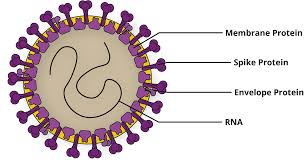 Membrane Protein
Spike Protein
Envelope Protein
RNA